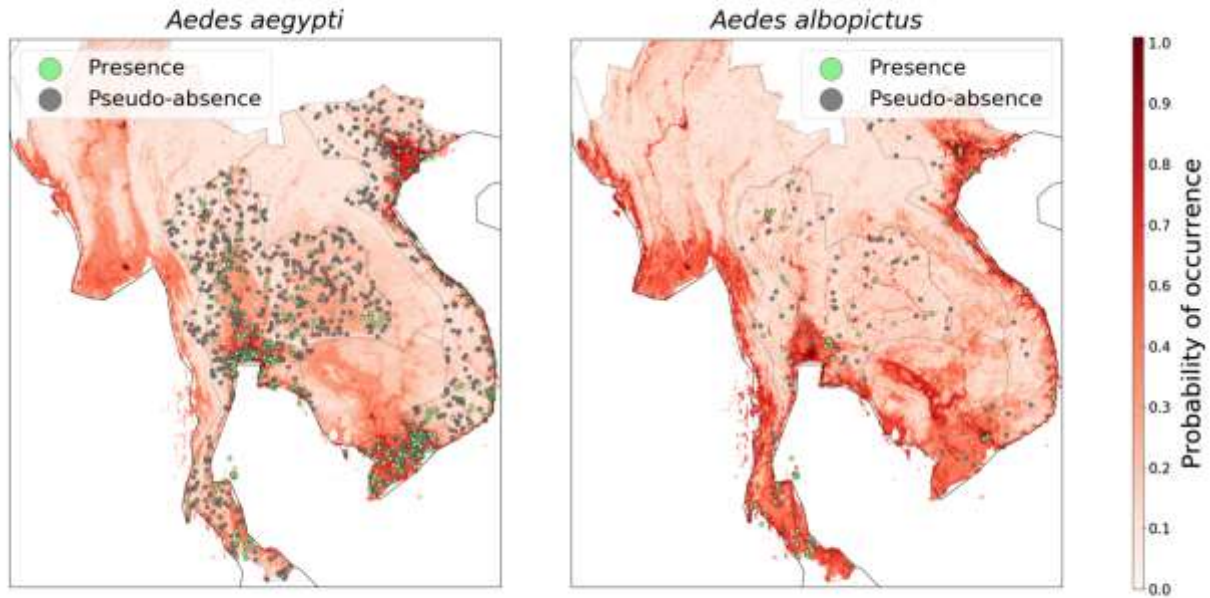 Aedes aegypti
Presence
Pseudo-absence
Aedes albopictus
Presence
Pseudo-absence
1.0
0.9
0.8
0.7
0.6
0.5
0.4
0.3
0.2
0.1
0.0
Probability of occurrence